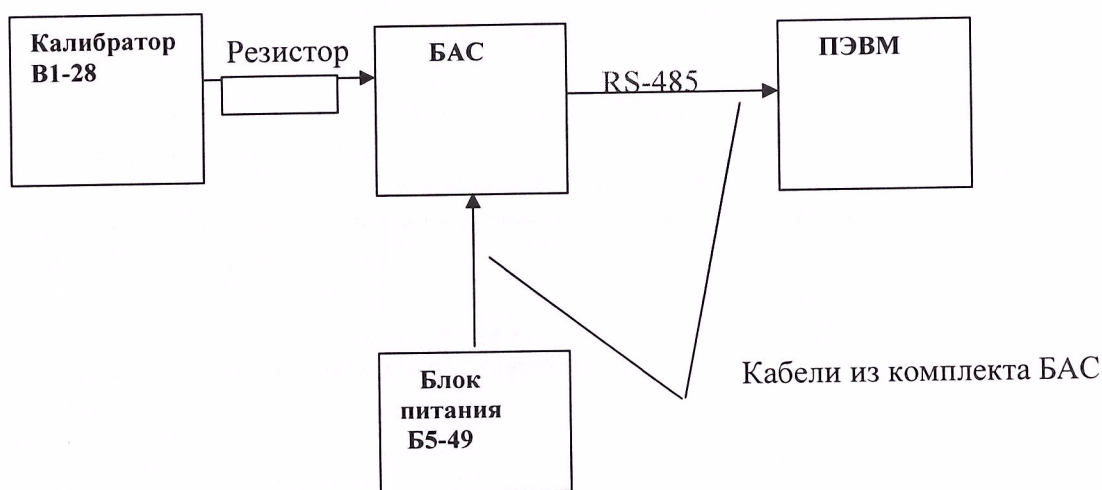 Калибратор
В1-28
Резистор
БАС
RS-485
ПЭВМ
Блок
питания
Б5-49
Кабели из комплекта БАС